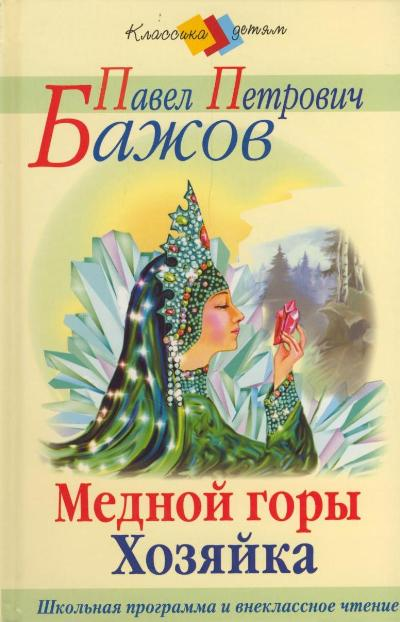 Классика детям
Павел Петрович
Бажов
Медной горы
Хозяйка
Школьная программа и внеклассное чтение